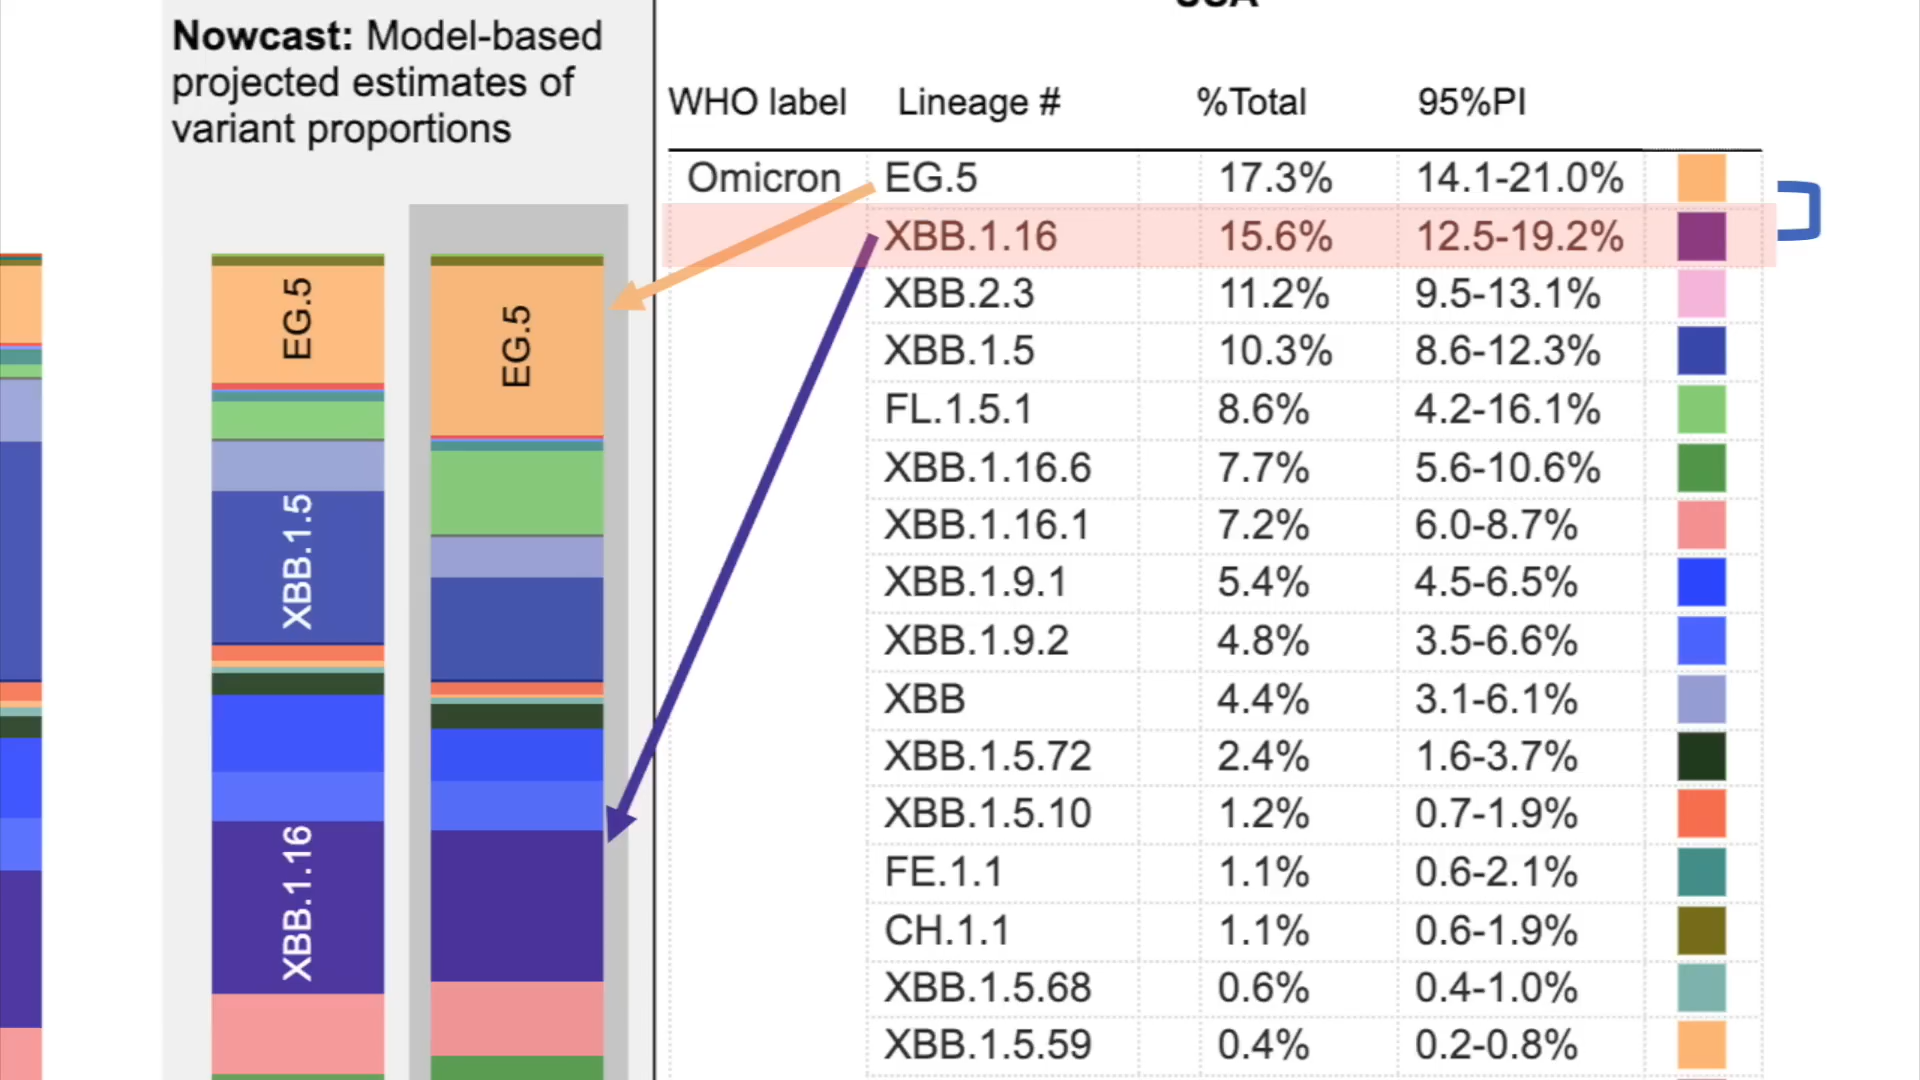 USA
Nowcast: Model-based
projected estimates of
variant proportions
EG.5
XBB.1.5
XBB.1.16
EG.5
WHO label Lineage # %Total 95%PI
Omicron EG.5 17.3% 14.1-21.0%
XBB.1.16 15.6% 12.5-19.2%
XBB.2.3 11.2% 9.5-13.1%
XBB.1.5 10.3% 8.6-12.3%
FL.1.5.1 8.6% 4.2-16.1%
XBB.1.16.6 7.7% 5.6-10.6%
XBB.1.16.1 7.2% 6.0-8.7%
XBB.1.9.1 5.4% 4.5-6.5%
XBB.1.9.2 4.8% 3.5-6.6%
XBB 4.4% 3.1-6.1%
XBB.1.5.72 2.4% 1.6-3.7%
XBB.1.5.10 1.2% 0.7-1.9%
FE.1.1 1.1% 0.6-2.1%
CH.1.1 1.1% 0.6-1.9%
XBB.1.5.68 0.6% 0.4-1.0%
XBB.1.5.59 0.4% 0.2-0.8%